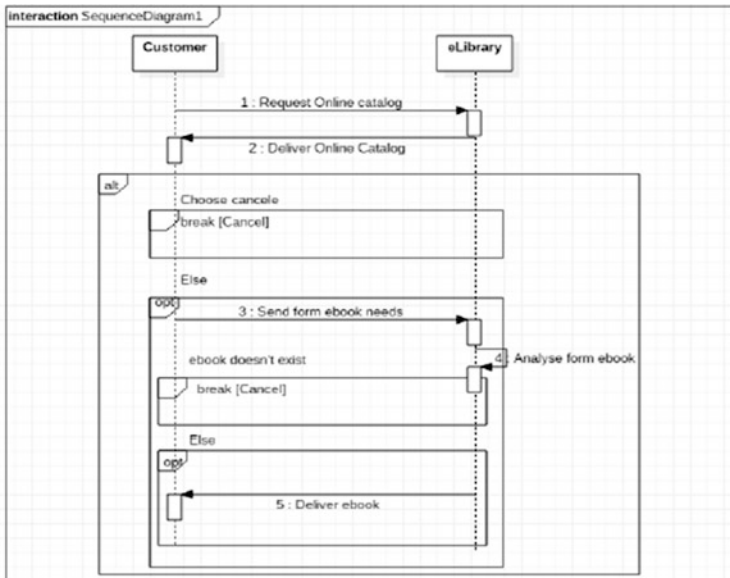 interaction SequenceDiagram1
Customer
eLibrary
1 : Request Online catalog
2 : Deliver Online Catalog
alt
Choose cancele
break [Cancel]
Else
opt
3 : Send form ebook needs
4 : Analyse form ebook
ebook doesn't exist
break [Cancel]
Else
opt
5 : Deliver ebook